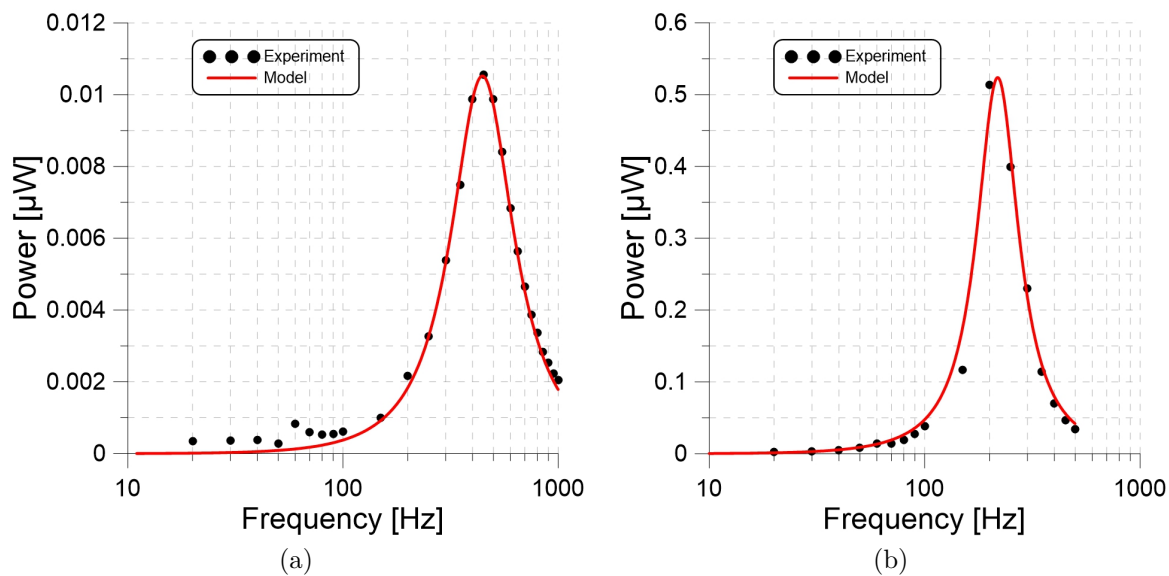 0.012
0.01
0.008
0.006
0.004
0.002
0
Power [µW]
Experiment
Model
10
100
1000
Frequency [Hz]
(a)
0.6
0.5
0.4
0.3
0.2
0.1
0
Power [µW]
Experiment
Model
10
100
1000
Frequency [Hz]
(b)